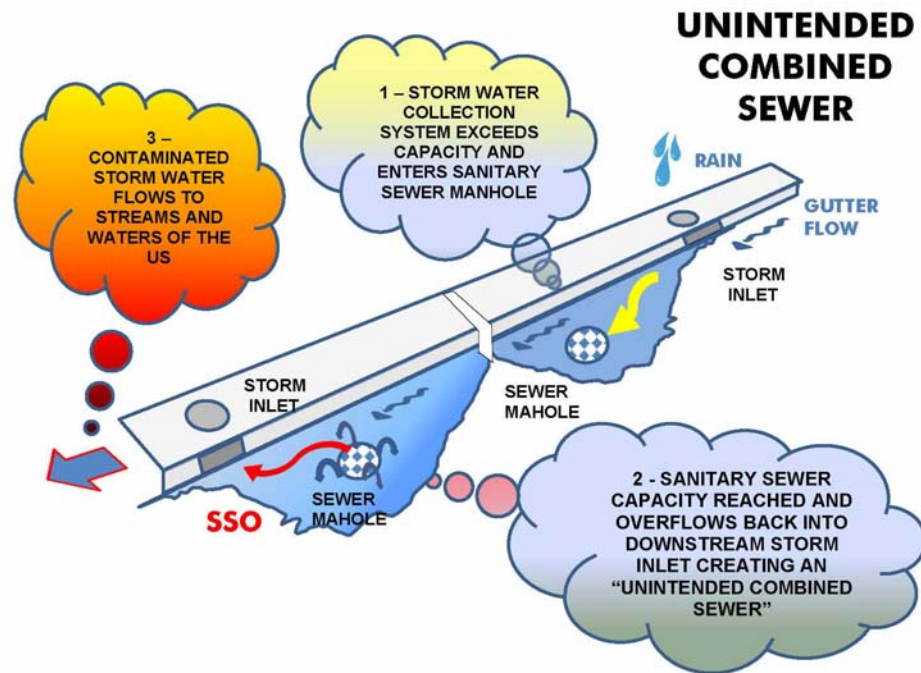 UNINTENDED
COMBINED
SEWER
1 – STORM WATER
COLLECTION
SYSTEM EXCEEDS
CAPACITY AND
ENTERS SANITARY
SEWER MANHOLE
3 –
CONTAMINATED
STORM WATER
FLOWS TO
STREAMS AND
WATERS OF THE
US
RAIN
GUTTER
FLOW
STORM
INLET
SEWER
MAHOLE
STORM
INLET
SEWER
MAHOLE
SSO
2 - SANITARY SEWER
CAPACITY REACHED AND
OVERFLOWS BACK INTO
DOWNSTREAM STORM
INLET CREATING AN
“UNINTENDED COMBINED
SEWER”